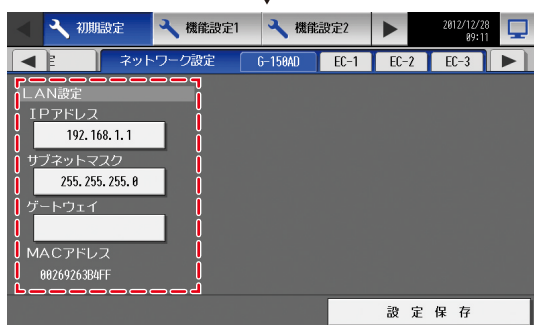 初期設定 機能設定1 機能設定2 2012/12/28
09:11
ネットワーク設定 G-150AD EC-1 EC-2 EC-3
LAN設定
IPアドレス
192.168.1.1
サブネットマスク
255.255.255.0
ゲートウェイ
MACアドレス
00269263B4FF
設定保存